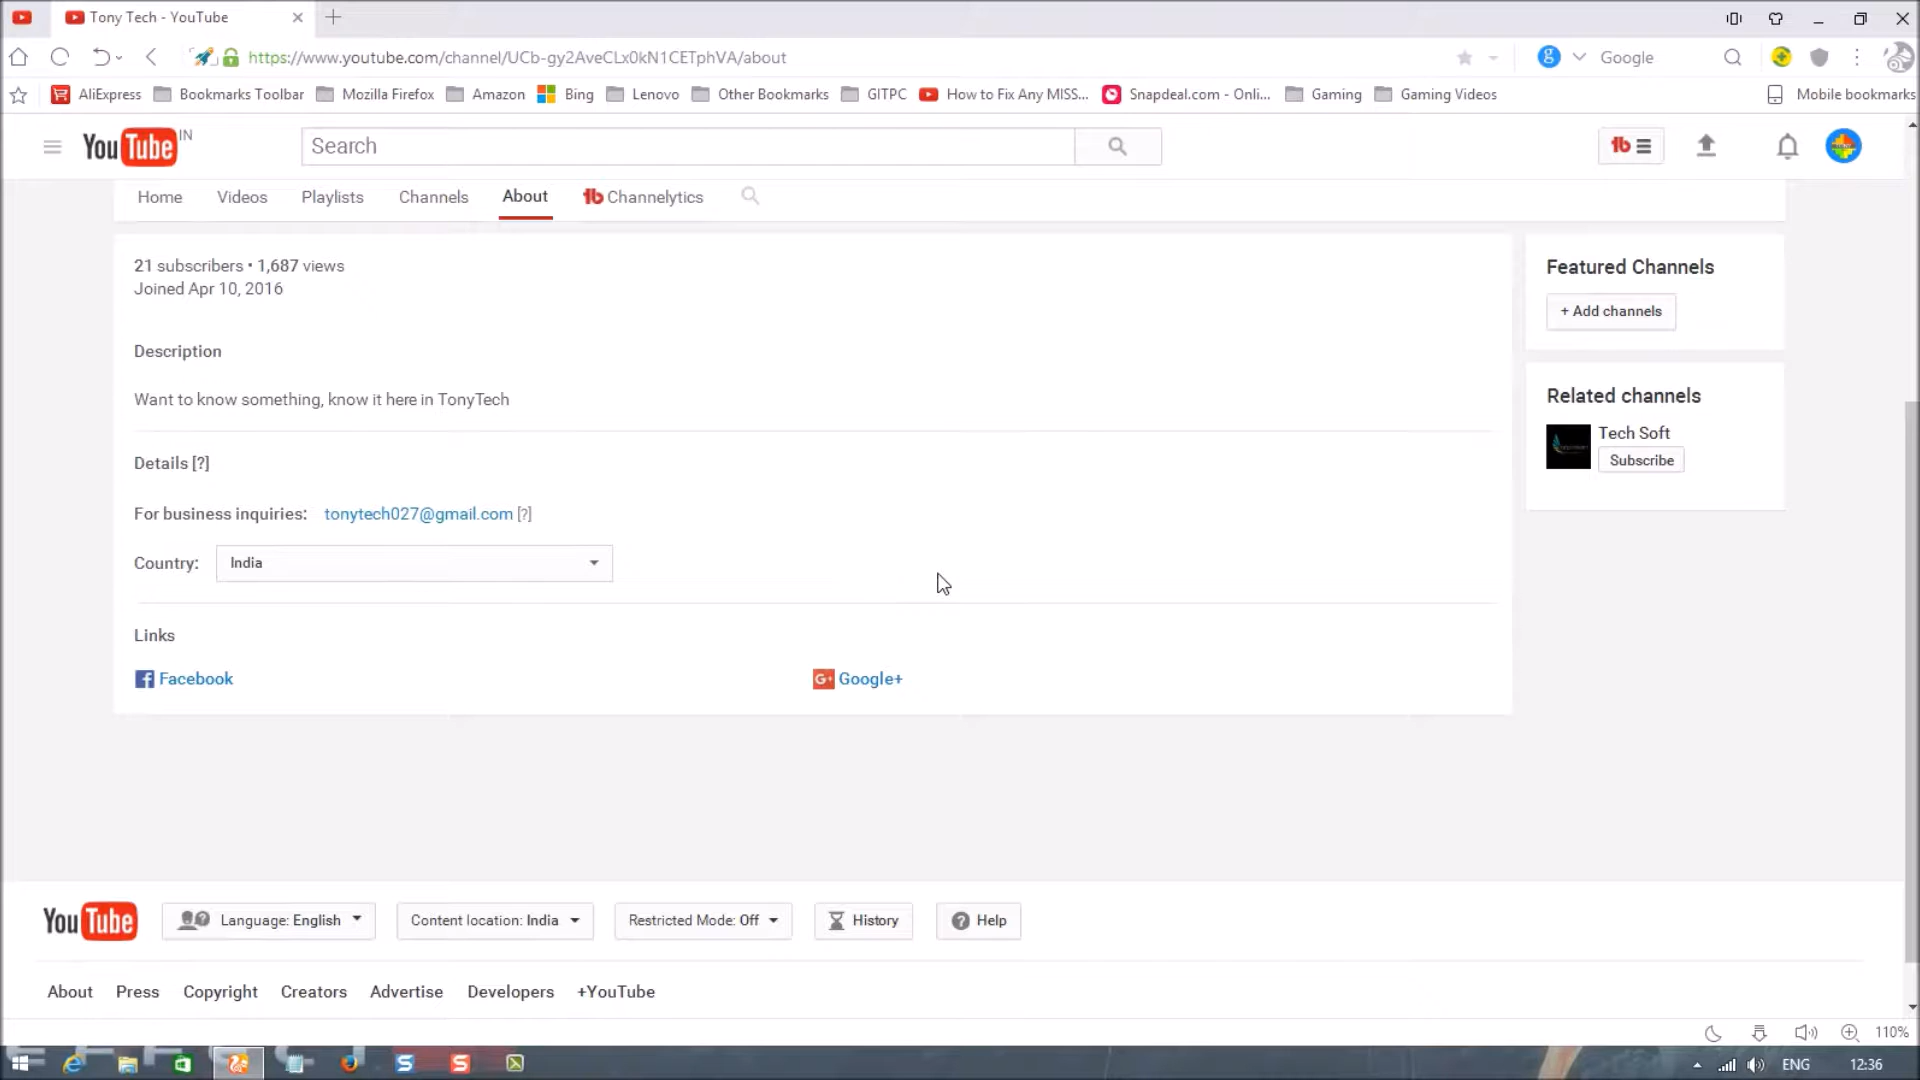 Tony Tech - YouTube
https://www.youtube.com/channel/UCb-gy2AveCLx0kN1CETphVA/about
Google
AliExpress Bookmarks Toolbar Mozilla Firefox Amazon Bing Lenovo Other Bookmarks GITPC How to Fix Any MISS... Snapdeal.com - Onli... Gaming Gaming Videos Mobile bookmarks
YouTube IN
Search
Home Videos Playlists Channels About Channelytics
21 subscribers • 1,687 views
Joined Apr 10, 2016
Description
Want to know something, know it here in TonyTech
Details [?]
For business inquiries: tonytech027@gmail.com [?]
Country: India
Links
Facebook Google+
Featured Channels
+ Add channels
Related channels
Tech Soft
Subscribe
YouTube Language: English Content location: India Restricted Mode: Off History Help
About Press Copyright Creators Advertise Developers +YouTube
110%
ENG 12:36